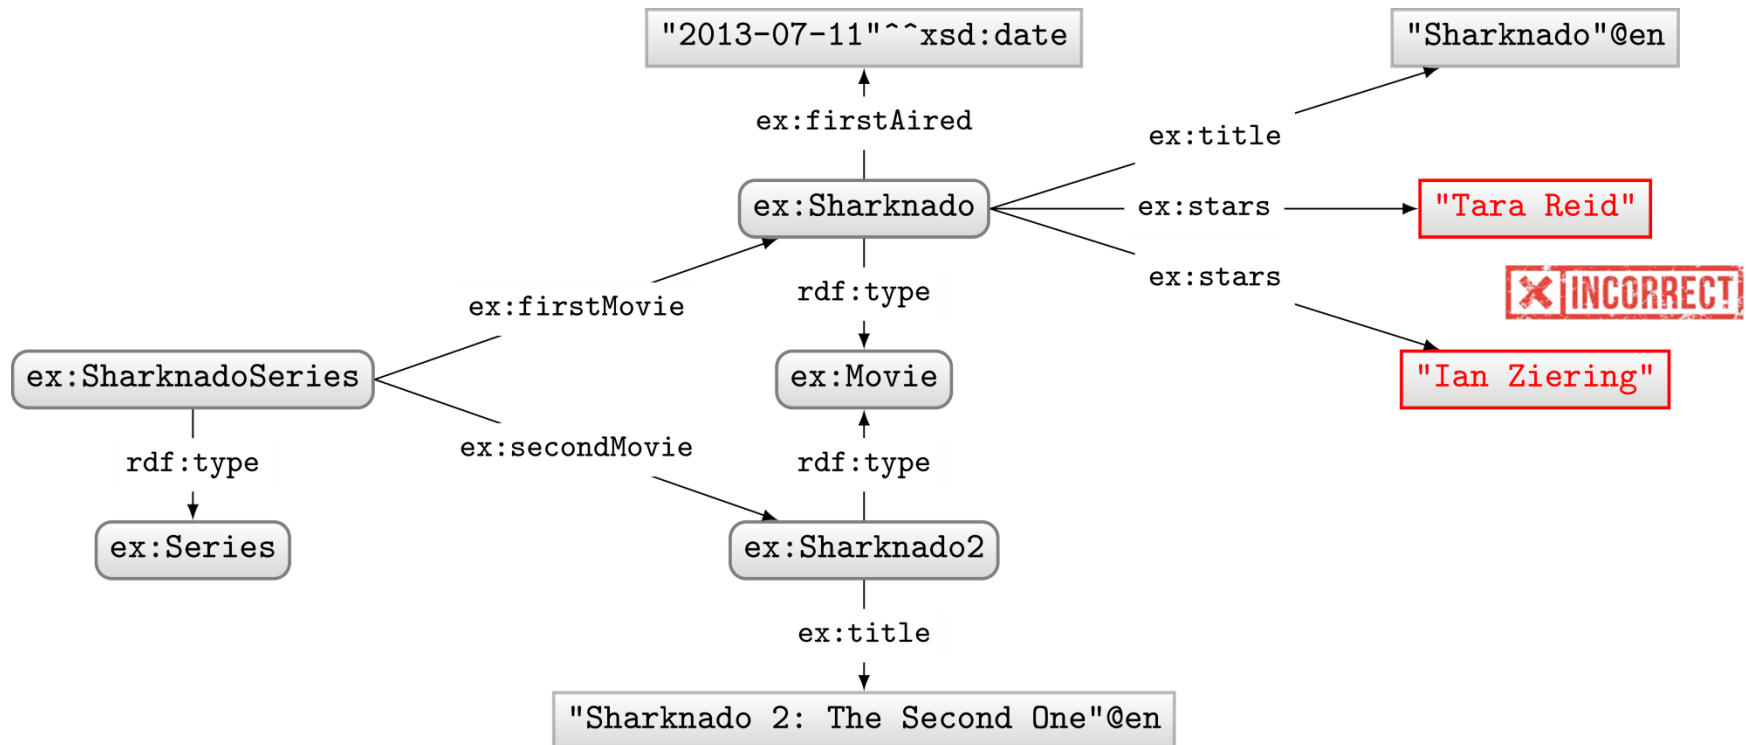 "2013-07-11"^^xsd:date
"Sharknado"@en
ex:firstAired
ex:title
ex:Sharknado
ex:stars
"Tara Reid"
ex:stars
INCORRECT
ex:firstMovie
rdf:type
ex:SharknadoSeries
ex:Movie
"Ian Ziering"
ex:secondMovie
rdf:type
rdf:type
ex:Series
ex:Sharknado2
ex:title
"Sharknado 2: The Second One"@en